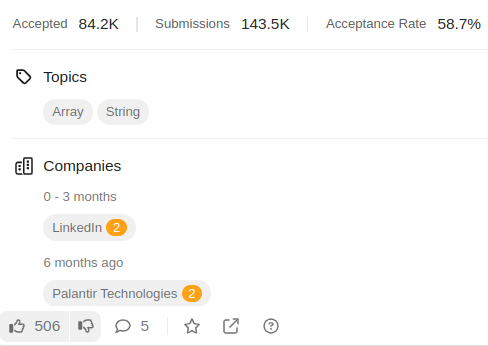 Accepted 84.2K Submissions 143.5K Acceptance Rate 58.7%
Topics
Array String
Companies
0 - 3 months
LinkedIn 2
6 months ago
Palantir Technologies 2
506 5